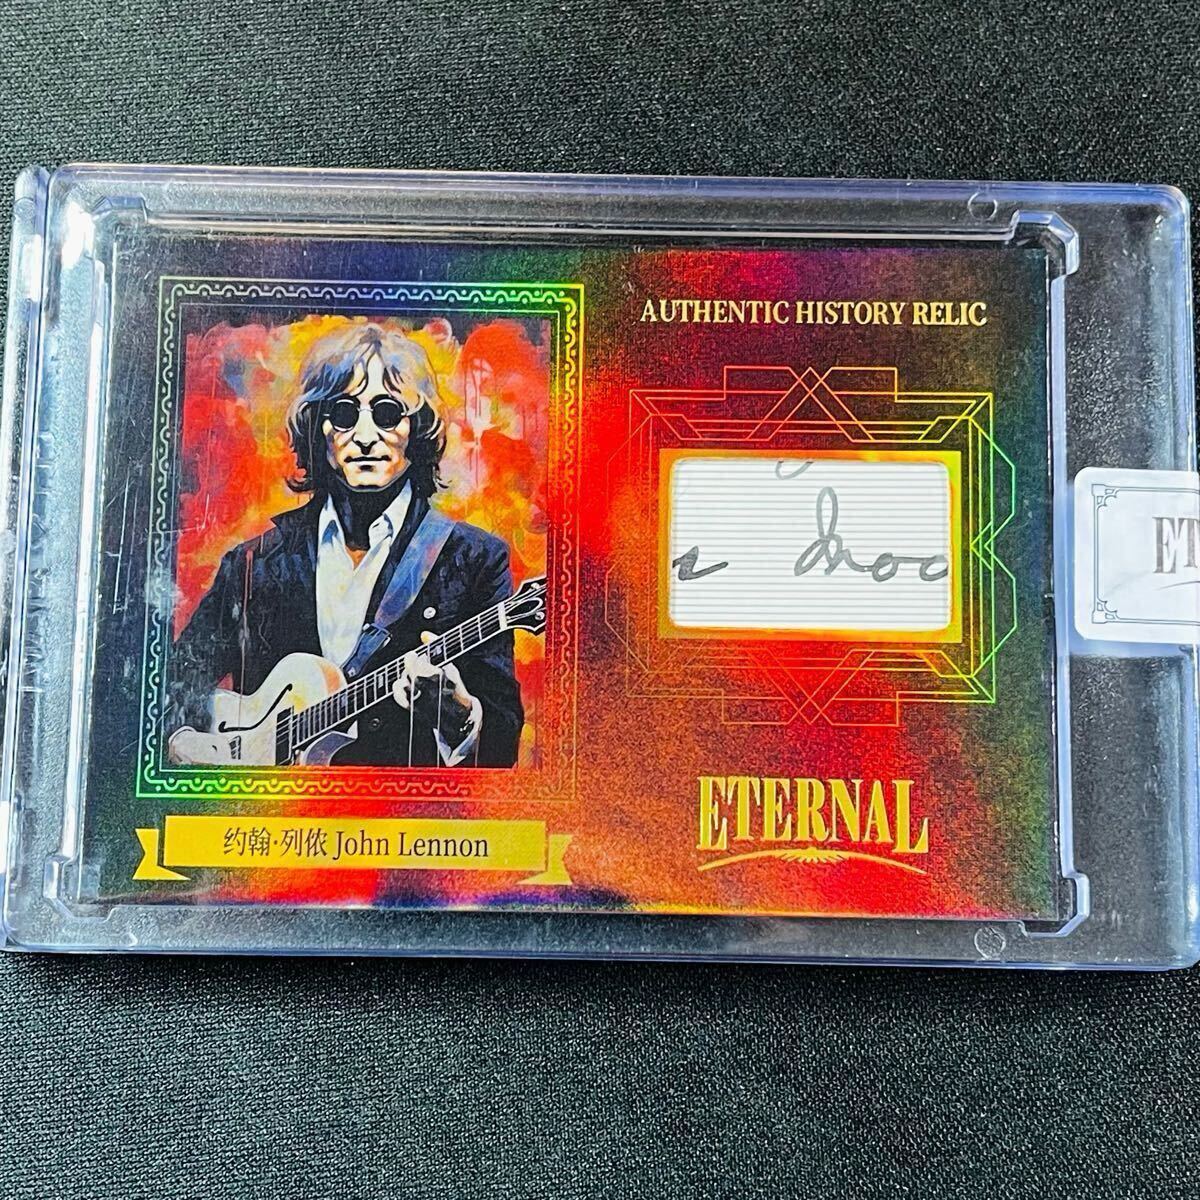 AUTHENTIC HISTORY RELIC
约翰·列侬 John Lennon
ETERNAL